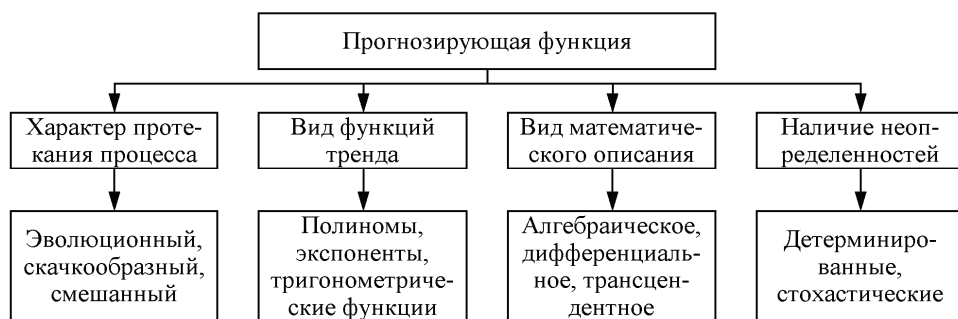 Прогнозирующая функция
Характер проте-
кания процесса
Вид функций
тренда
Вид математиче-
ского описания
Наличие неоп-
ределенностей
Эволюционный,
скачкообразный,
смешанный
Полиномы,
экспоненты,
тригонометриче-
ские функции
Алгебраическое,
дифференциаль-
ное, трансцен-
дентное
Детерминиро-
ванные,
стохастические